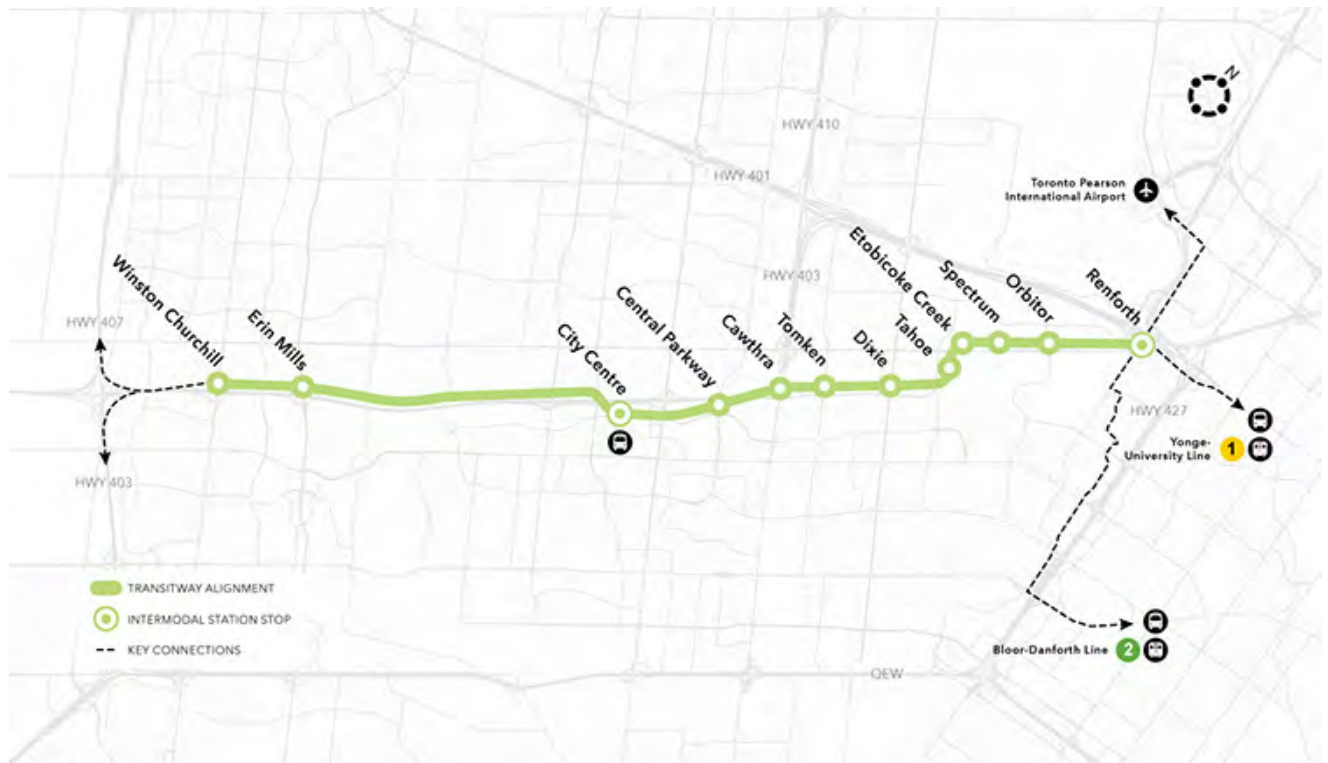 N
HWY 410
HWY 401
Toronto Pearson
International Airport
HWY 403
HWY 407
Winston Churchill
Erin Mills
City Centre
Central Parkway
Cawthra
Tomken
Dixie
Tahoe
Etobicoke Creek
Spectrum
Orbitor
Renforth
HWY 427
Yonge-
University Line
1
HWY 403
TRANSITWAY ALIGNMENT
INTERMODAL STATION STOP
KEY CONNECTIONS
Bloor-Danforth Line
2
QEW